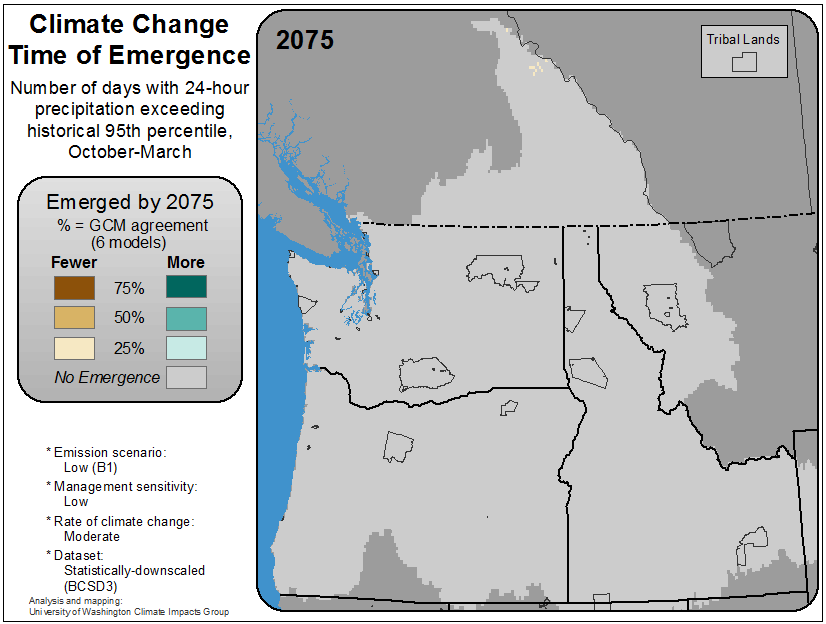 Climate Change
Time of Emergence
Number of days with 24-hour
precipitation exceeding
historical 95th percentile,
October-March
Emerged by 2075
% = GCM agreement
(6 models)
Fewer More
75%
50%
25%
No Emergence
* Emission scenario:
Low (B1)
* Management sensitivity:
Low
* Rate of climate change:
Moderate
* Dataset:
Statistically-downscaled
(BCSD3)
Analysis and mapping:
University of Washington Climate Impacts Group
2075
Tribal Lands